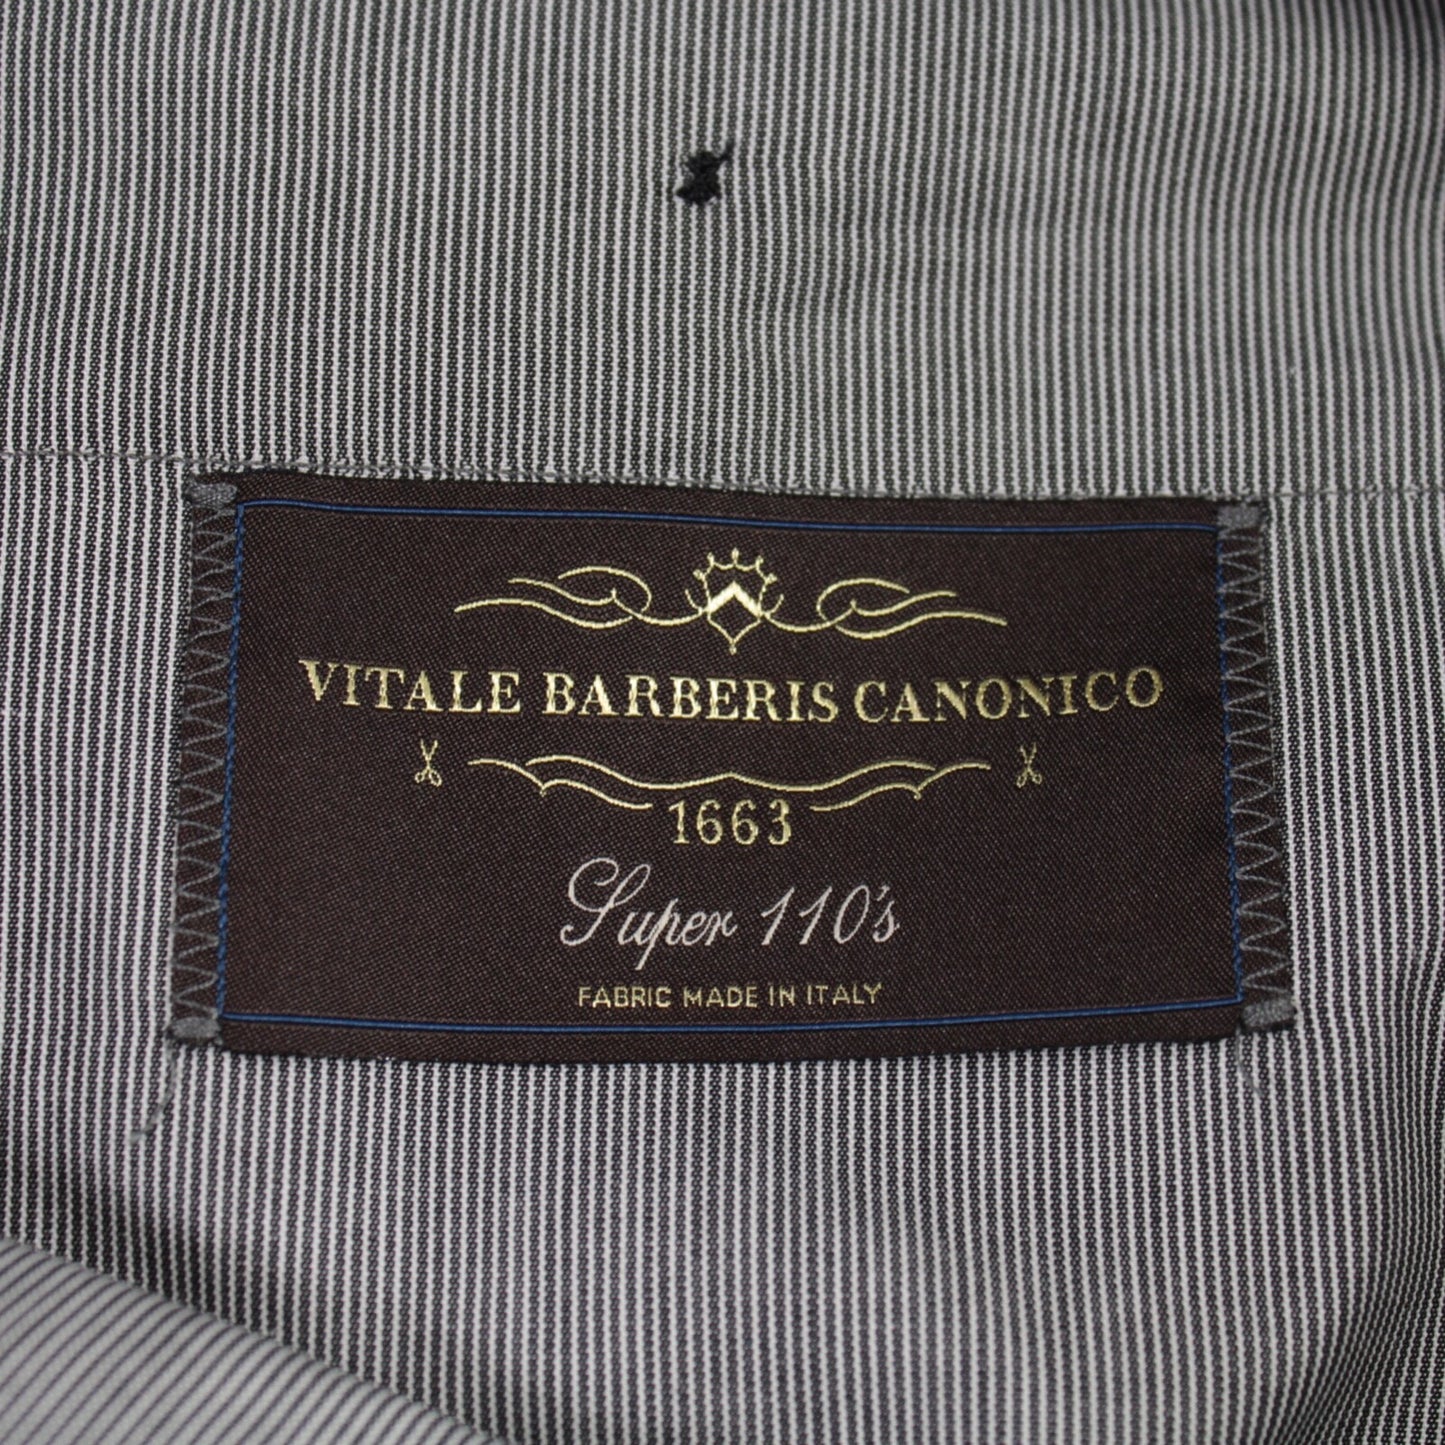 VITALE BARBERIS CANONICO
1663
Super 110's
FABRIC MADE IN ITALY